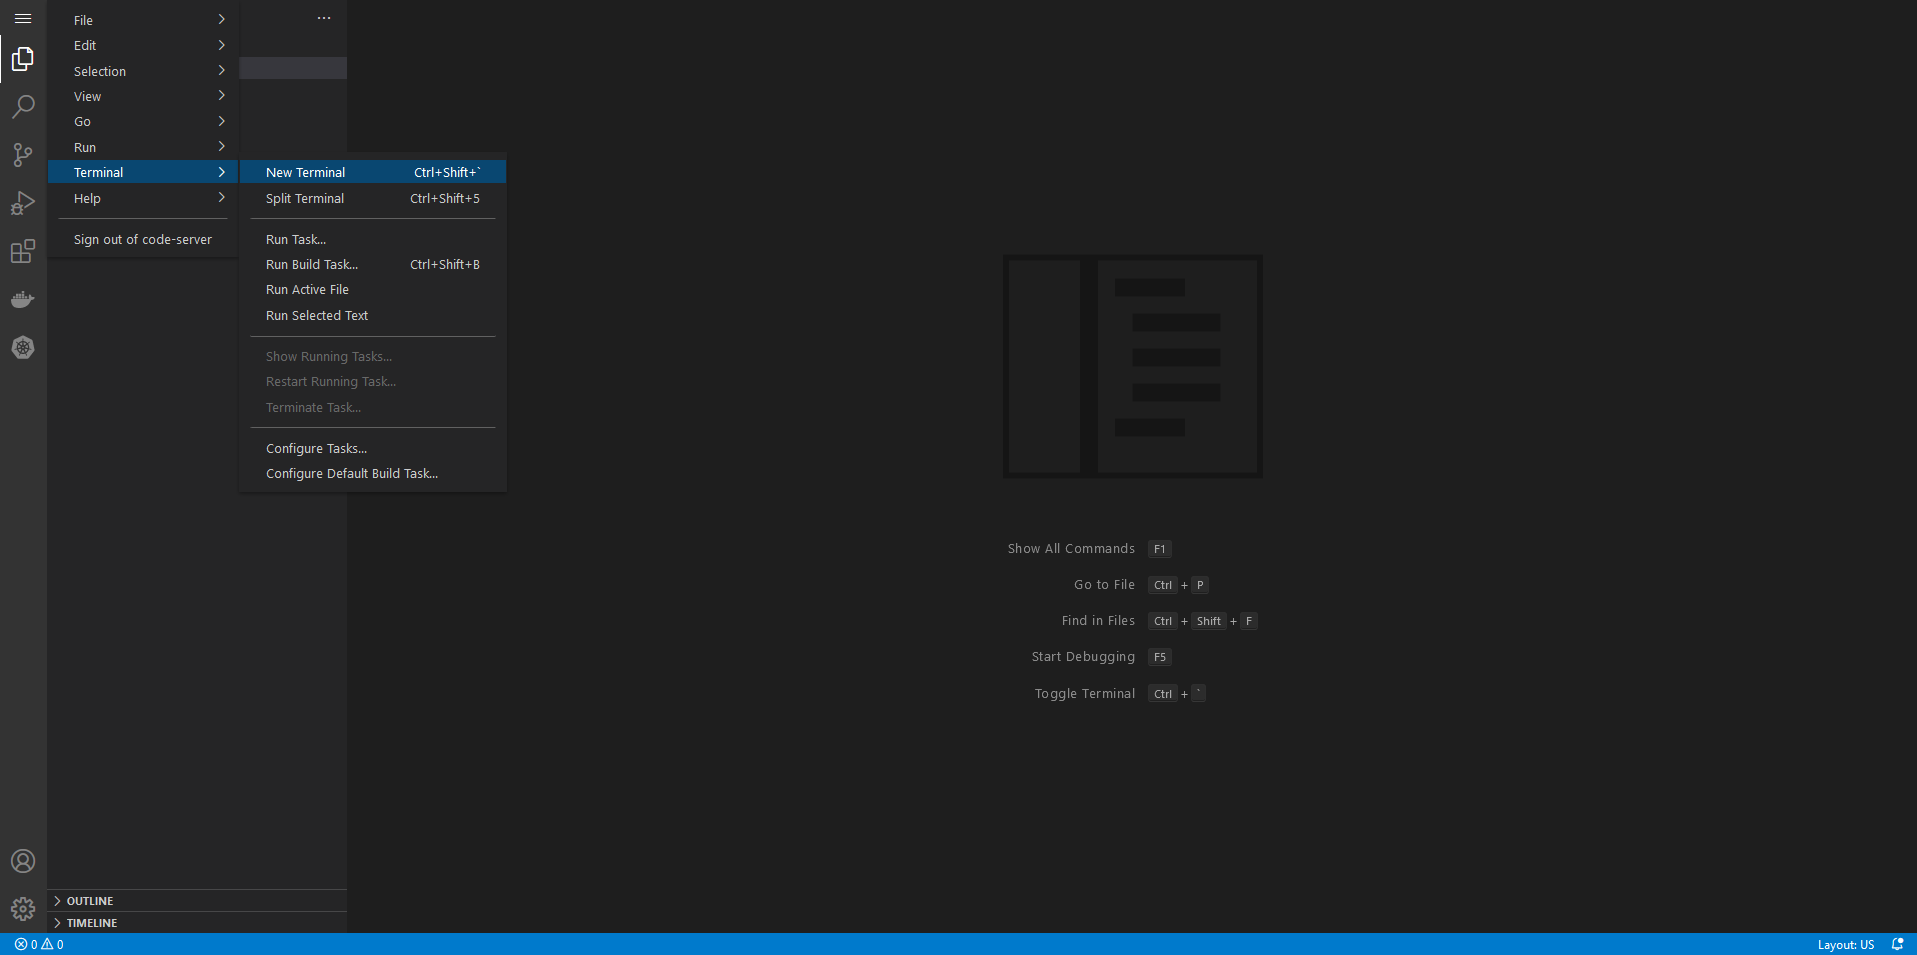 File
Edit
Selection
View
Go
Run
Terminal
Help
Sign out of code-server
New Terminal Ctrl+Shift+`
Split Terminal Ctrl+Shift+5
Run Task...
Run Build Task... Ctrl+Shift+B
Run Active File
Run Selected Text
Show Running Tasks...
Restart Running Task...
Terminate Task...
Configure Tasks...
Configure Default Build Task...
Show All Commands F1
Go to File Ctrl + P
Find in Files Ctrl + Shift + F
Start Debugging F5
Toggle Terminal Ctrl + `
OUTLINE
TIMELINE
0 0
Layout: US